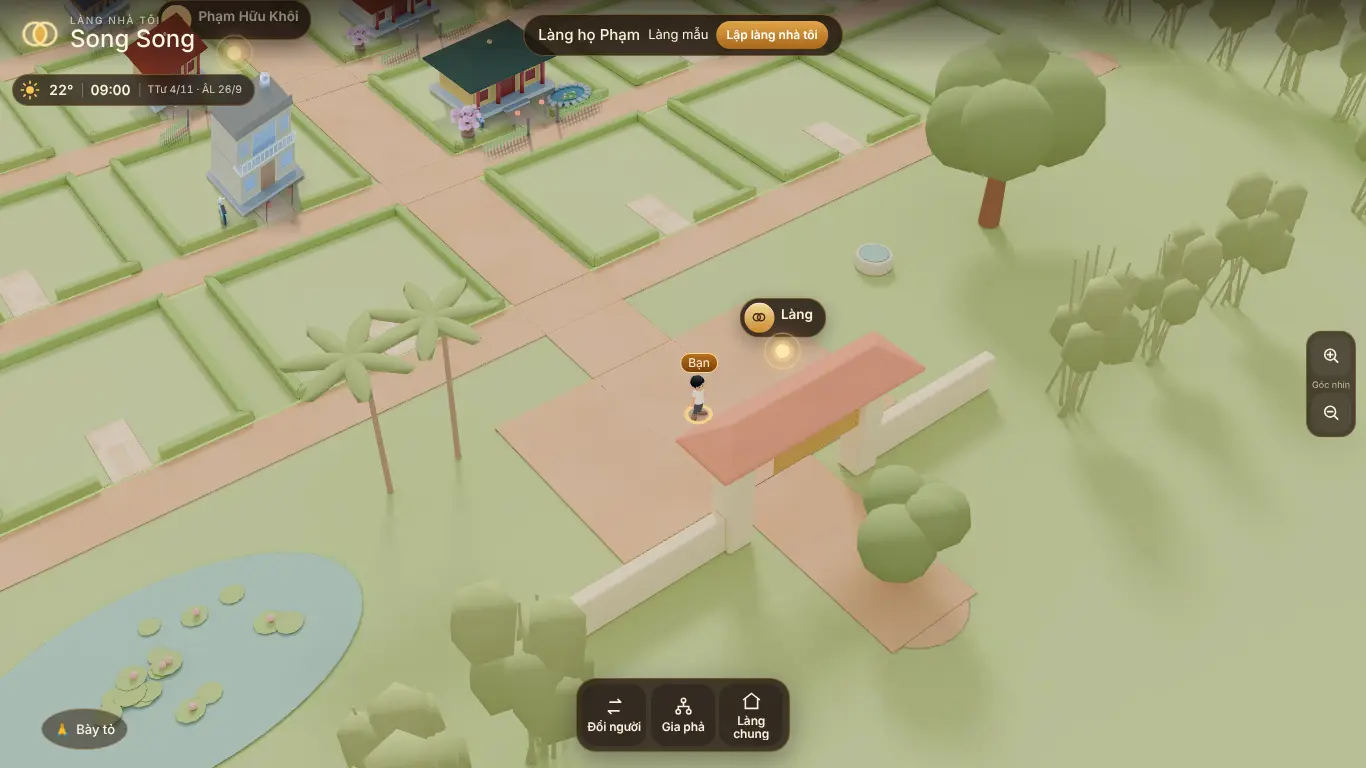 LÀNG NHÀ TÔI
Song Song
Phạm Hữu Khôi
Làng họ Phạm Làng mẫu Lập làng nhà tôi
22° 09:00 TTư 4/11 · ÂL 26/9
Làng
Bạn
Góc nhìn
Bày tỏ
Đổi người
Gia phả
Làng
chung